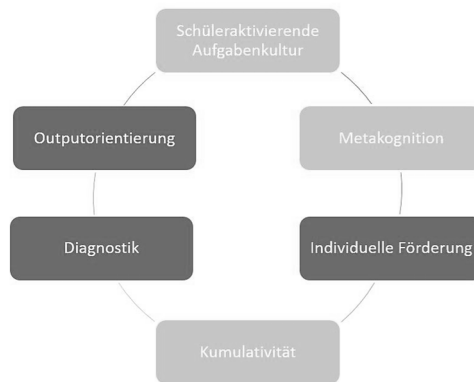 Schüleraktivierende
Aufgabenkultur
Outputorientierung
Metakognition
Diagnostik
Individuelle Förderung
Kumulativität